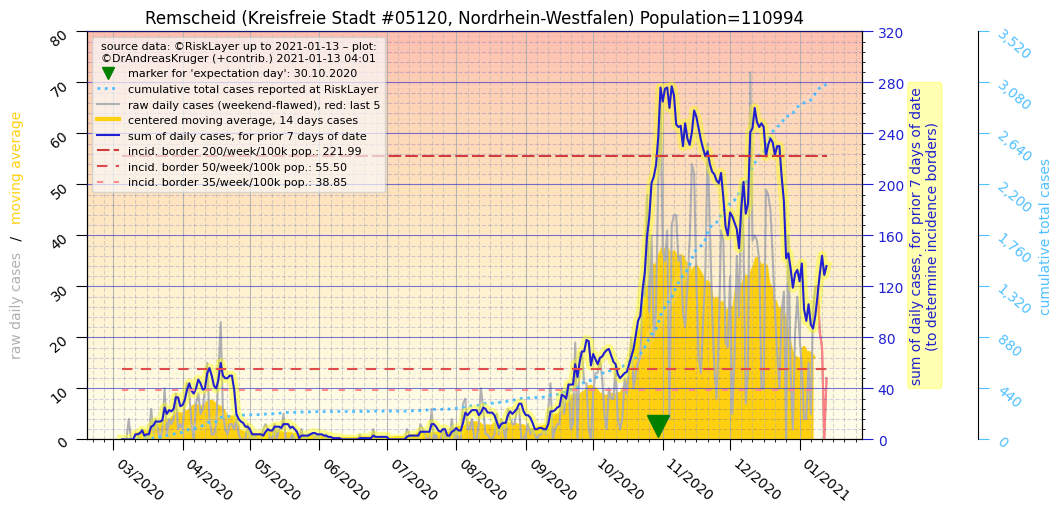 Remscheid (Kreisfreie Stadt #05120, Nordrhein-Westfalen) Population=110994
source data: ©RiskLayer up to 2021-01-13 – plot:
©DrAndreasKruger (+contrib.) 2021-01-13 04:01
marker for 'expectation day': 30.10.2020
cumulative total cases reported at RiskLayer
raw daily cases (weekend-flawed), red: last 5
centered moving average, 14 days cases
sum of daily cases, for prior 7 days of date
incid. border 200/week/100k pop.: 221.99
incid. border 50/week/100k pop.: 55.50
incid. border 35/week/100k pop.: 38.85
raw daily cases / moving average
80
70
60
50
40
30
20
10
0
320
280
240
200
160
120
80
40
0
sum of daily cases, for prior 7 days of date
(to determine incidence borders)
3,520
3,080
2,640
2,200
1,760
1,320
880
440
0
cumulative total cases
03/2020
04/2020
05/2020
06/2020
07/2020
08/2020
09/2020
10/2020
11/2020
12/2020
01/2021